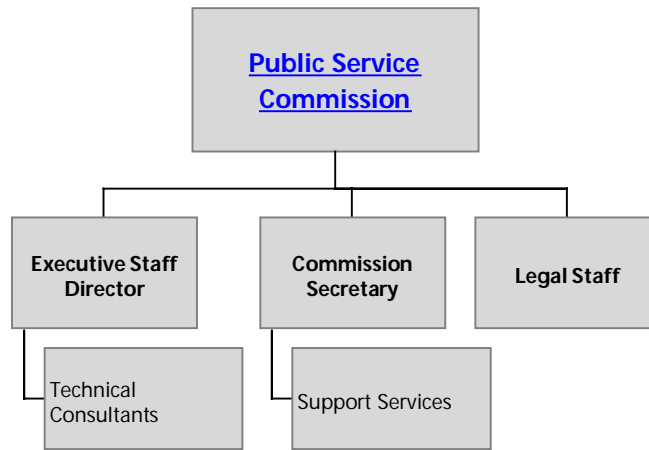 Public Service
Commission
Executive Staff
Director
Commission
Secretary
Legal Staff
Technical
Consultants
Support Services